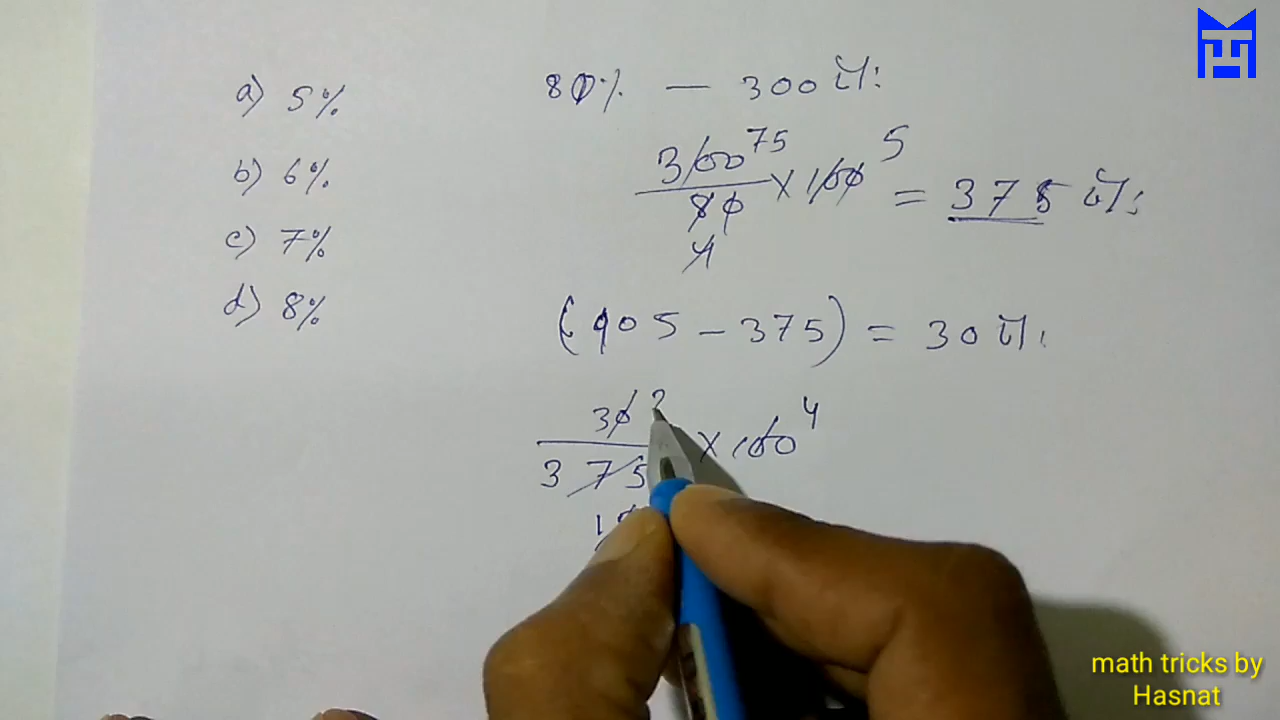 a) 5%
b) 6%
c) 7%
d) 8%
80% — 300 টা:
300 75
80 × 100 5 = 375 টা:
4
(405 – 375) = 30 টা:
30 2
375 × 100 4
15
math tricks by
Hasnat